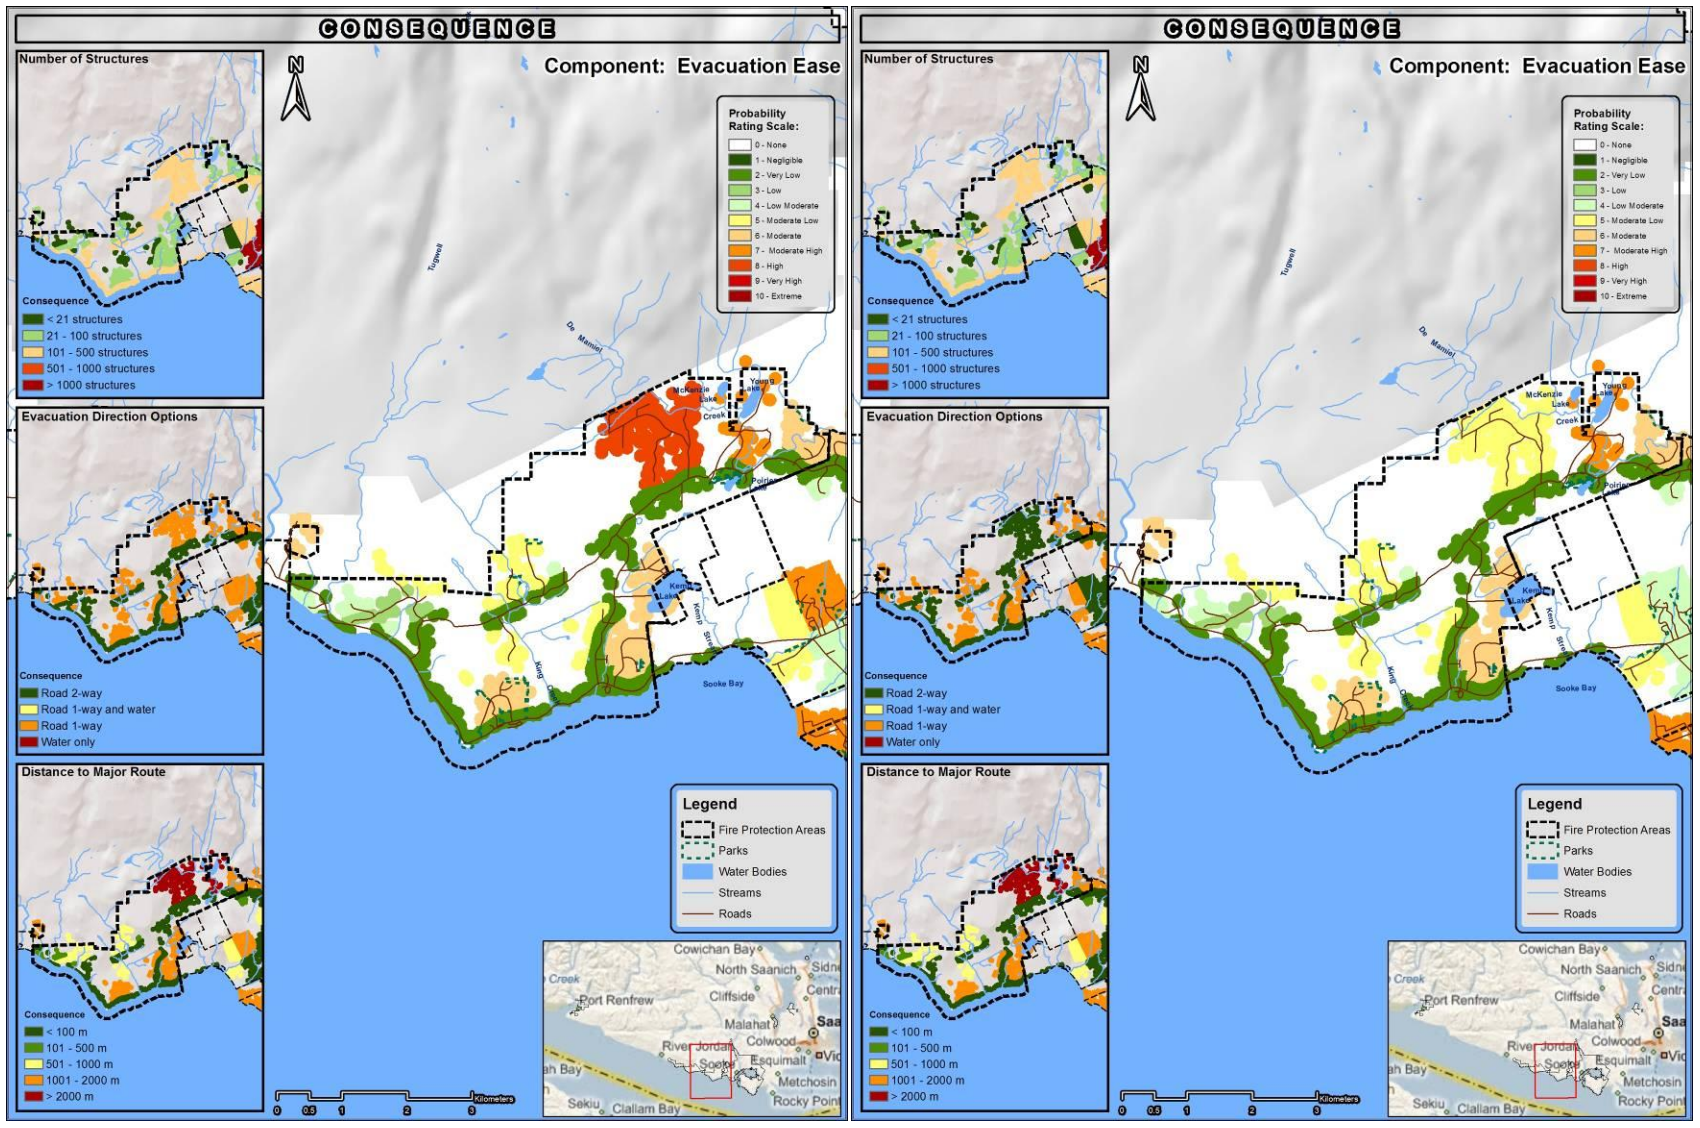 CONSEQUENCE
Number of Structures
Consequence
< 21 structures
21 - 100 structures
101 - 500 structures
501 - 1000 structures
> 1000 structures
Evacuation Direction Options
Consequence
Road 2-way
Road 1-way and water
Road 1-way
Water only
Distance to Major Route
Consequence
< 100 m
101 - 500 m
501 - 1000 m
1001 - 2000 m
> 2000 m
N
Component: Evacuation Ease
Probability
Rating Scale:
0 - None
1 - Negligible
2 - Very Low
3 - Low
4 - Low Moderate
5 - Moderate Low
6 - Moderate
7 - Moderate High
8 - High
9 - Very High
10 - Extreme
Tugwell
De Mamiel
McKenzie
Lake
Creek
Young
Lake
Poirier
Kemp
Lake
Kemp
King
Sooke Bay
Legend
Fire Protection Areas
Parks
Water Bodies
Streams
Roads
Cowichan Bay
North Saanich
Creek
Cliffside
Port Renfrew
Malahat
Colwood
River Jordan
Sooke
Esquimalt
Metchosin
Rocky Point
Sekiu
Clallam Bay
0 0.5 1 2 3
Kilometers
CONSEQUENCE
Number of Structures
Consequence
< 21 structures
21 - 100 structures
101 - 500 structures
501 - 1000 structures
> 1000 structures
Evacuation Direction Options
Consequence
Road 2-way
Road 1-way and water
Road 1-way
Water only
Distance to Major Route
Consequence
< 100 m
101 - 500 m
501 - 1000 m
1001 - 2000 m
> 2000 m
N
Component: Evacuation Ease
Probability
Rating Scale:
0 - None
1 - Negligible
2 - Very Low
3 - Low
4 - Low Moderate
5 - Moderate Low
6 - Moderate
7 - Moderate High
8 - High
9 - Very High
10 - Extreme
Tugwell
De Mamiel
McKenzie
Lake
Creek
Young
Lake
Poirier
Kemp
Lake
Kemp
King
Sooke Bay
Legend
Fire Protection Areas
Parks
Water Bodies
Streams
Roads
Cowichan Bay
North Saanich
Creek
Cliffside
Port Renfrew
Malahat
Colwood
River Jordan
Sooke
Esquimalt
Metchosin
Rocky Point
Sekiu
Clallam Bay
0 0.5 1 2 3
Kilometers